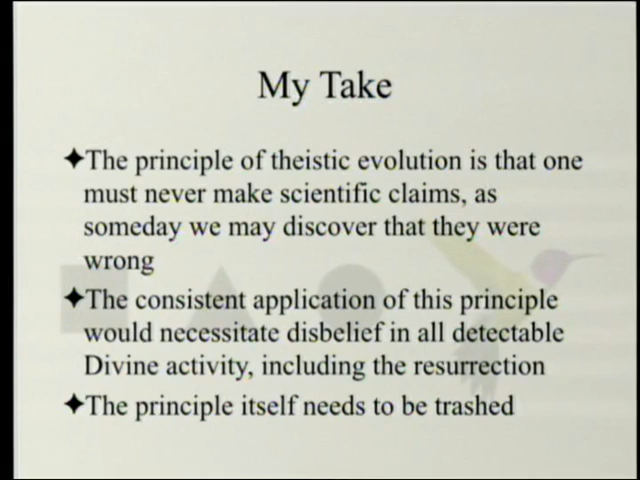 My Take
✦The principle of theistic evolution is that one
must never make scientific claims, as
someday we may discover that they were
wrong
✦The consistent application of this principle
would necessitate disbelief in all detectable
Divine activity, including the resurrection
✦The principle itself needs to be trashed